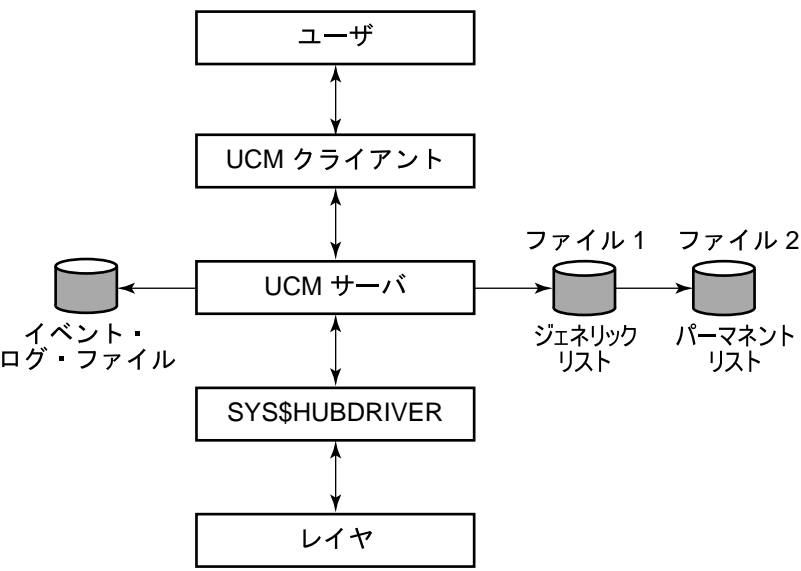 ユーザ
UCM クライアント
ファイル 1
ファイル 2
UCM サーバ
イベント・
ログ・ファイル
ジェネリック
リスト
パーマネント
リスト
SYS$HUBDRIVER
レイヤ